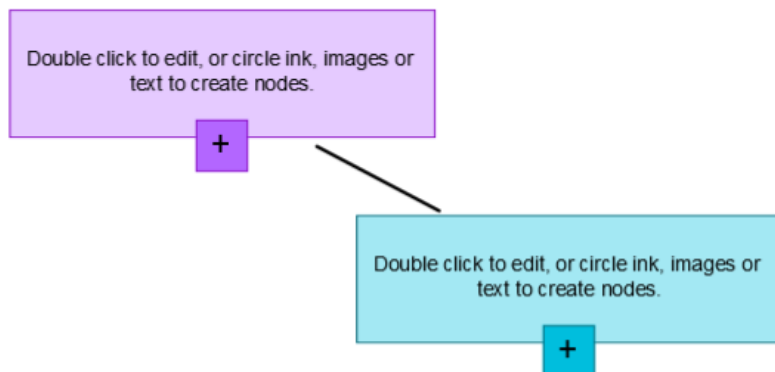 Double click to edit, or circle ink, images or
text to create nodes.
+
Double click to edit, or circle ink, images or
text to create nodes.
+